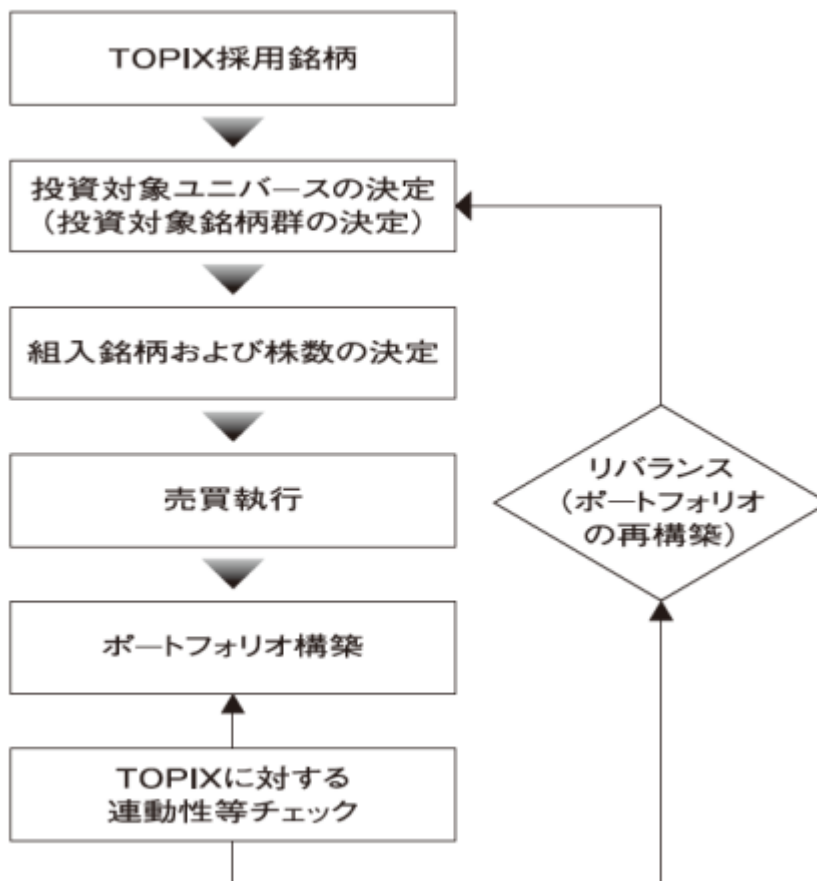 TOPIX採用銘柄
投資対象ユニバースの決定
（投資対象銘柄群の決定）
組入銘柄および株数の決定
売買執行
ポートフォリオ構築
TOPIXに対する
連動性等チェック
リバランス
（ポートフォリオ
の再構築）